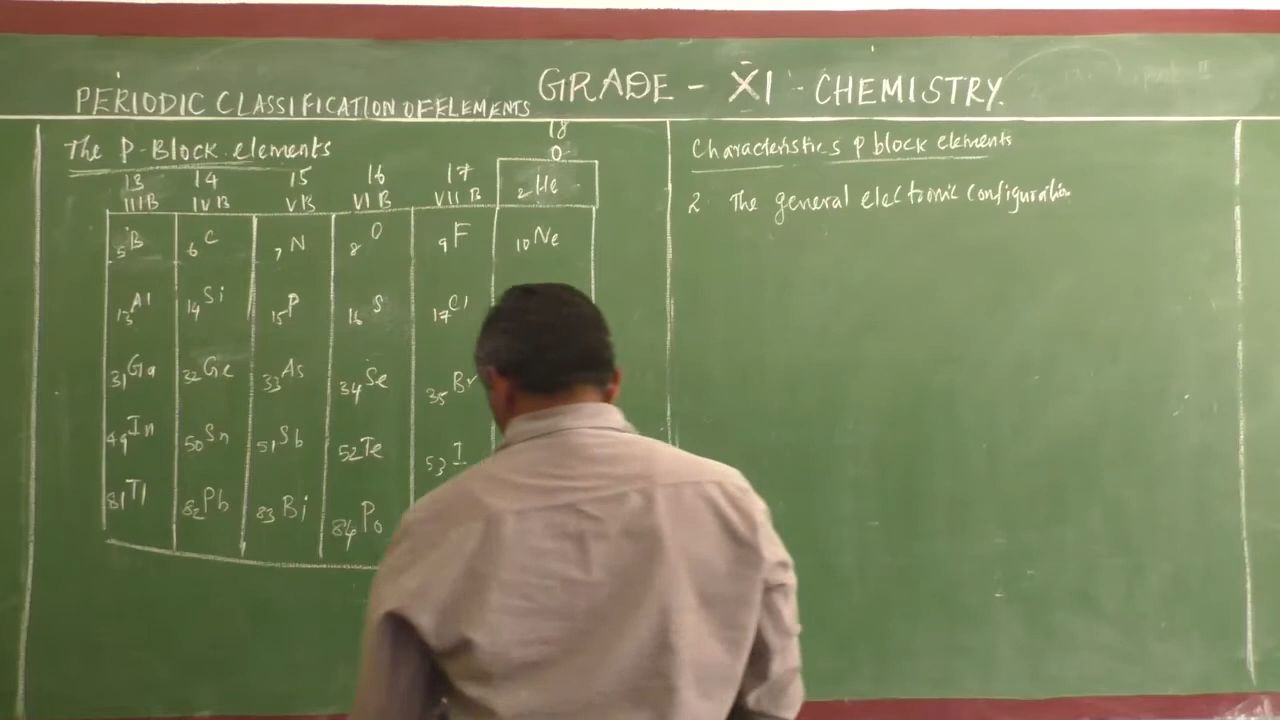 PERIODIC CLASSIFICATION OF ELEMENTS
GRADE - XI - CHEMISTRY.
The P-Block elements
18
0
13 14 15 16 17
IIIB IVB VB VIB VIIB
2He
5B 6C 7N 8O 9F 10Ne
13Al 14Si 15P 16S 17Cl
31Ga 32Ge 33As 34Se 35Br
49In 50Sn 51Sb 52Te 53I
81Tl 82Pb 83Bi 84Po
Characteristics p block elements
2 The general electronic configuration